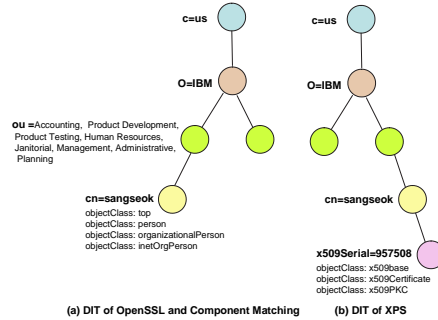 c=us
O=IBM
ou =Accounting, Product Development,
Product Testing, Human Resources,
Janitorial, Management, Administrative,
Planning
cn=sangseok
objectClass: top
objectClass: person
objectClass: organizationalPerson
objectClass: inetOrgPerson
(a) DIT of OpenSSL and Component Matching
c=us
O=IBM
cn=sangseok
x509Serial=957508
objectClass: x509base
objectClass: x509Certificate
objectClass: x509PKC
(b) DIT of XPS